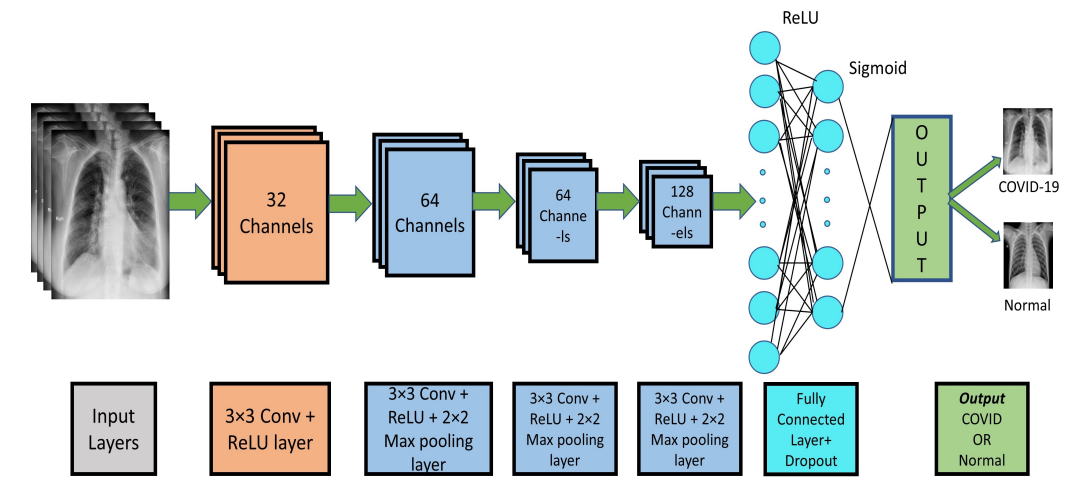 ReLU
Sigmoid
32
Channels
64
Channels
64
Channe
-ls
128
Chann
-els
O
U
T
P
U
T
COVID-19
Normal
Input
Layers
3×3 Conv +
ReLU layer
3×3 Conv +
ReLU + 2×2
Max pooling
layer
3×3 Conv +
ReLU + 2×2
Max pooling
layer
3×3 Conv +
ReLU + 2×2
Max pooling
layer
Fully
Connected
Layer+
Dropout
Output
COVID
OR
Normal